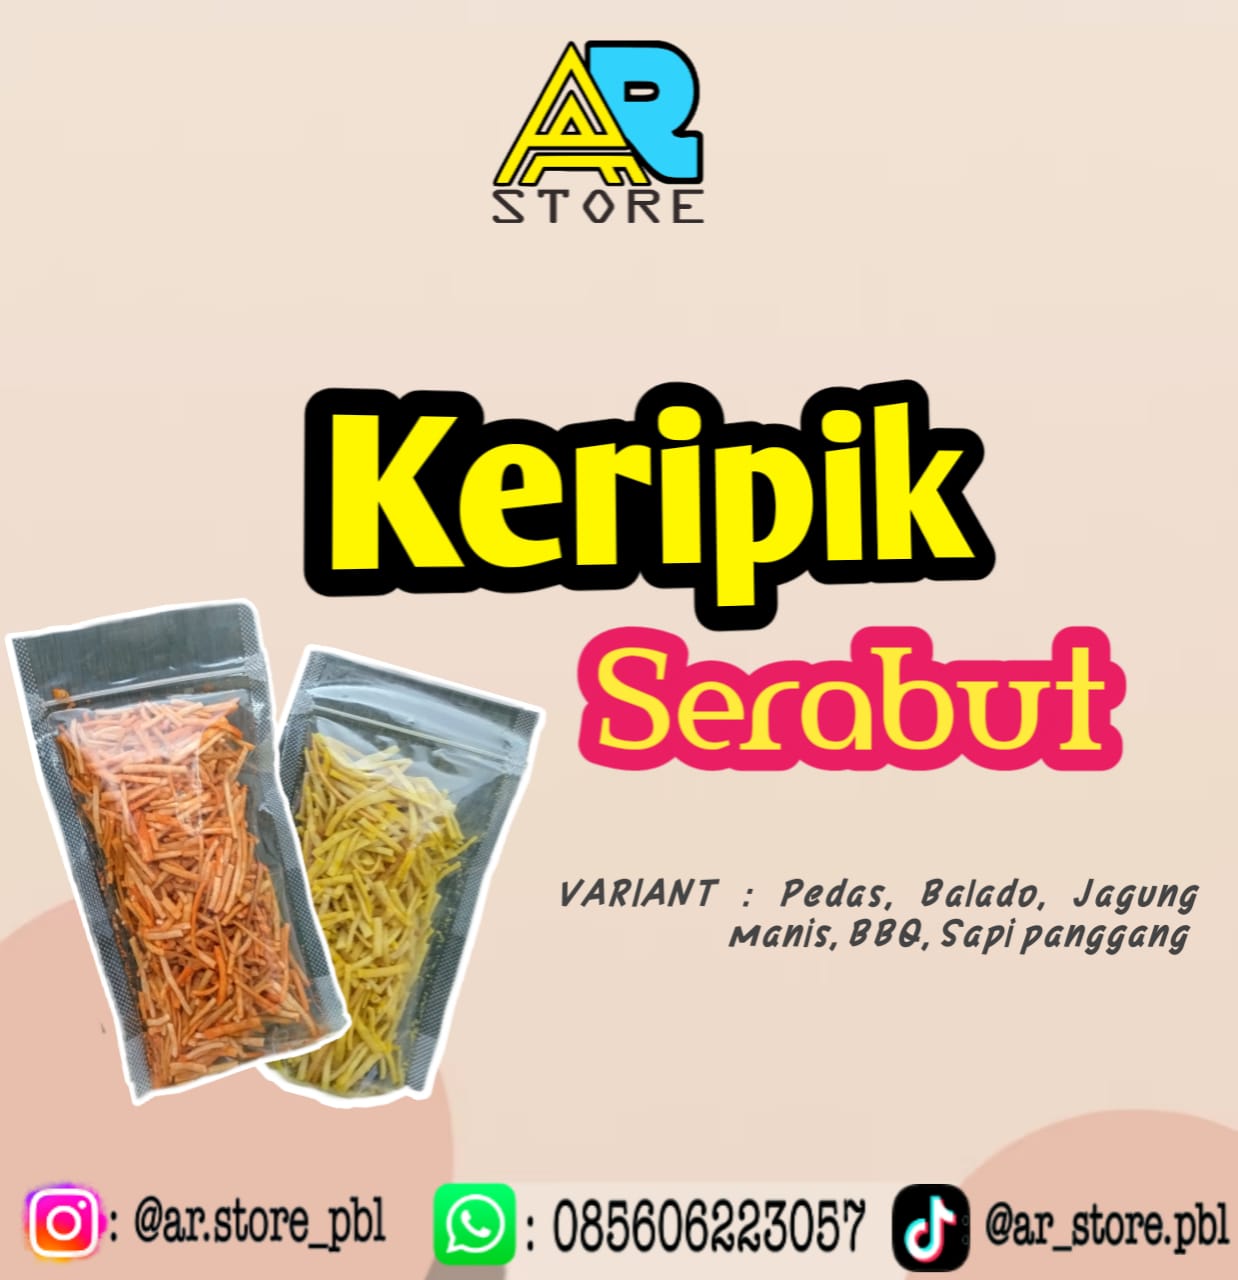 AR
STORE
Keripik
Serabut
VARIANT : Pedas, Balado, Jagung
Manis, BBQ, Sapi panggang
: @ar.store_pbl
: 085606223057
: @ar_store.pbl